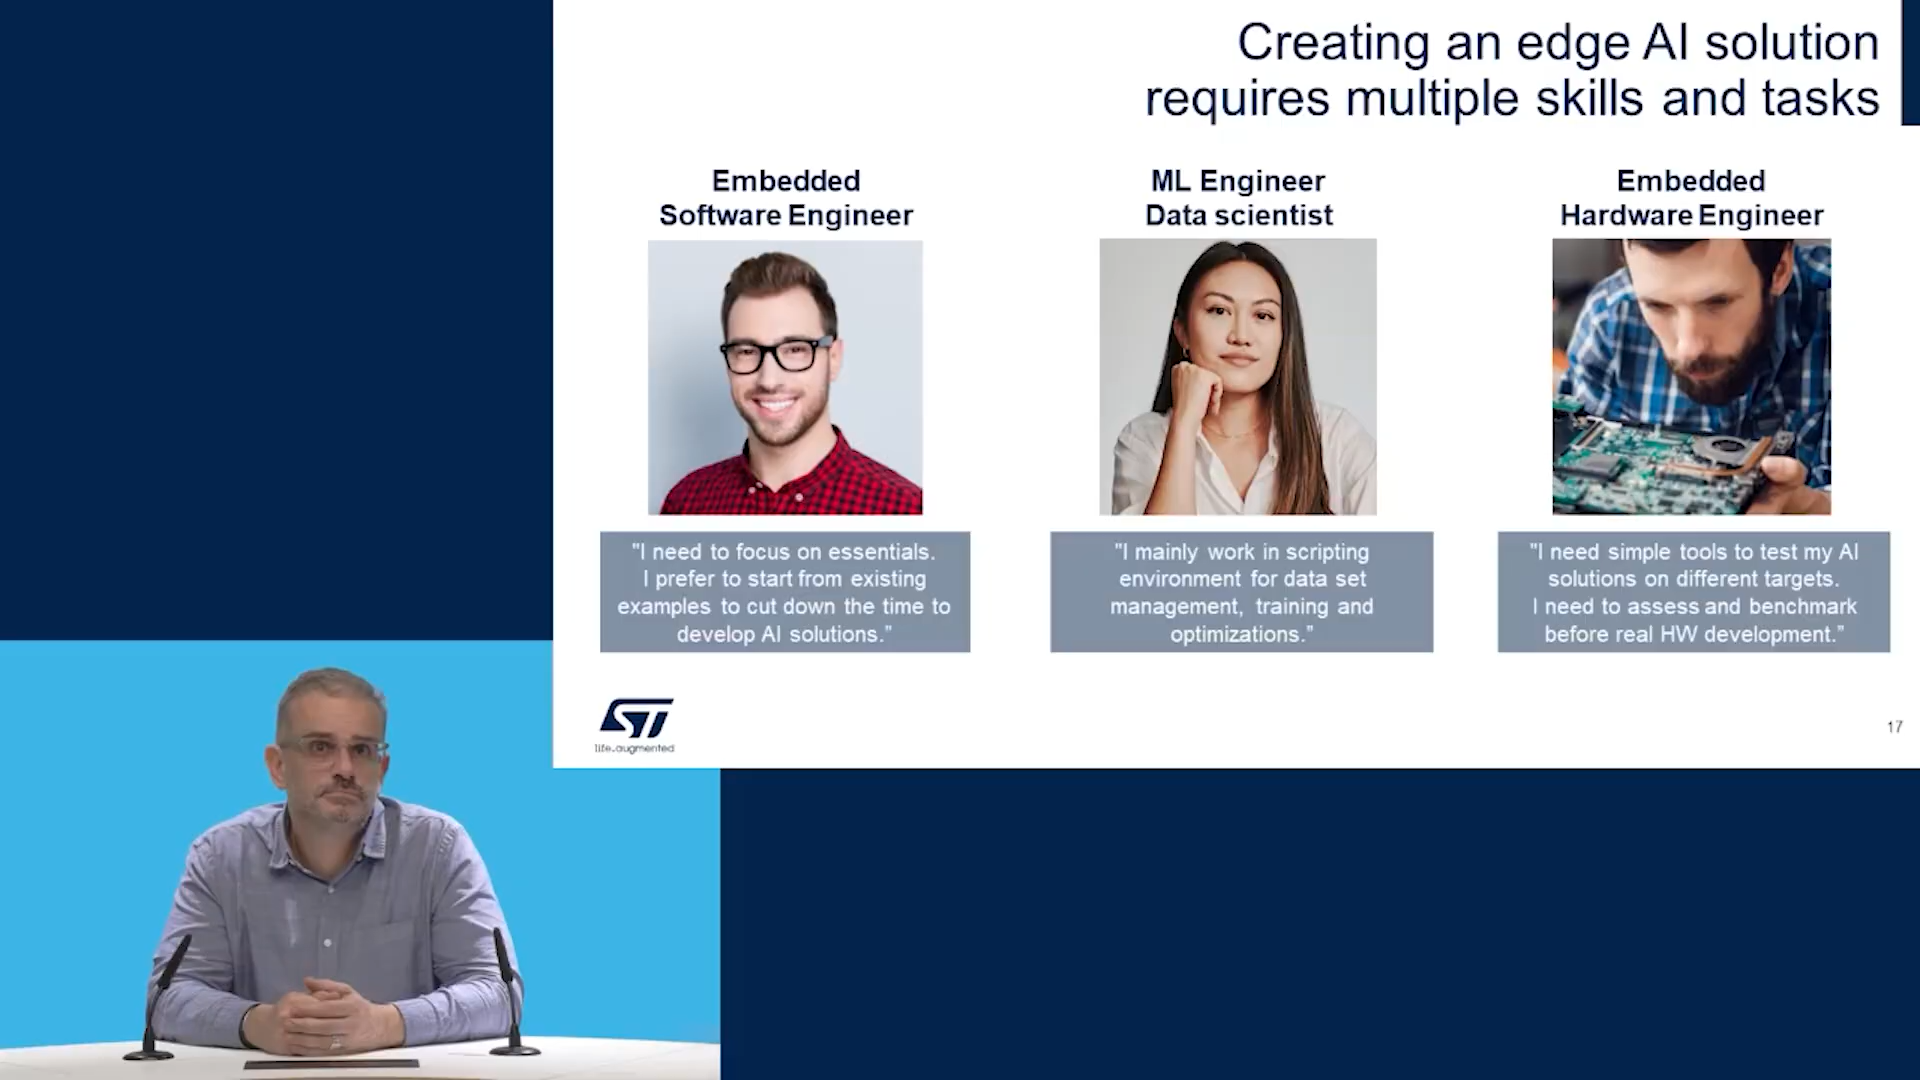 Creating an edge AI solution
requires multiple skills and tasks
Embedded
Software Engineer
ML Engineer
Data scientist
Embedded
Hardware Engineer
"I need to focus on essentials.
I prefer to start from existing
examples to cut down the time to
develop AI solutions.”
"I mainly work in scripting
environment for data set
management, training and
optimizations.”
"I need simple tools to test my AI
solutions on different targets.
I need to assess and benchmark
before real HW development.”
ST
life.augmented
17